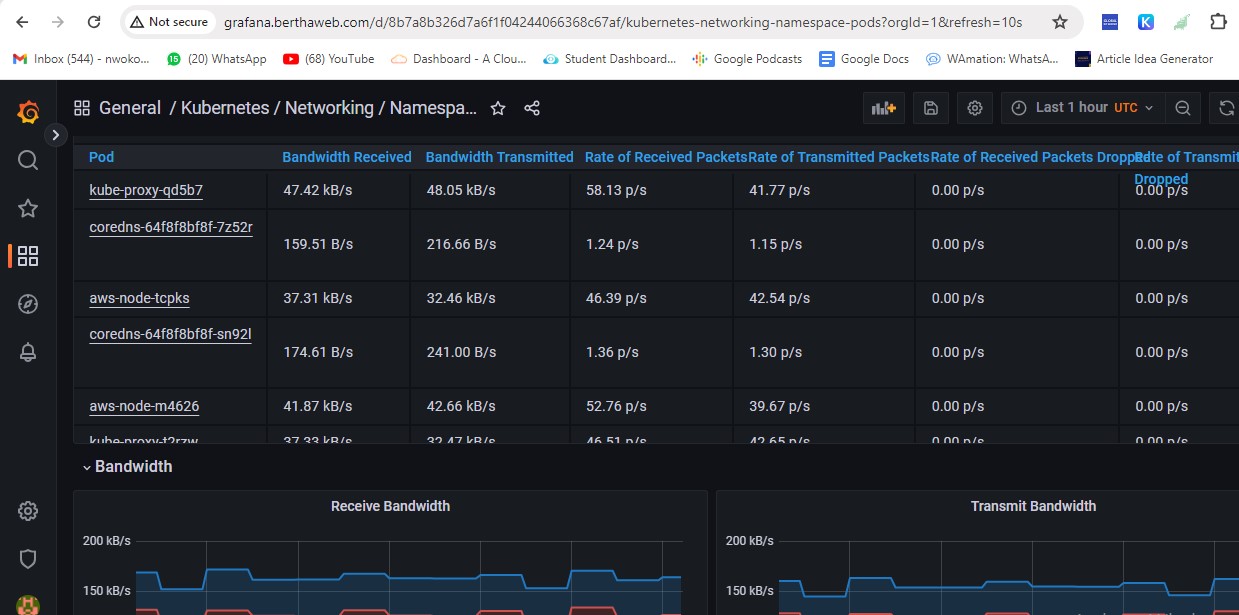 Not secure
grafana.berthaweb.com/d/8b7a8b326d7a6f1f04244066368c67af/kubernetes-networking-namespace-pods?orgId=1&refresh=10s
Inbox (544) - nwoko... (20) WhatsApp (68) YouTube Dashboard - A Clou... Student Dashboard... Google Podcasts Google Docs WAmation: WhatsA... Article Idea Generator
General / Kubernetes / Networking / Namespa... Last 1 hour UTC
Pod Bandwidth Received Bandwidth Transmitted Rate of Received Packets Rate of Transmitted Packets Rate of Received Packets Dropped Rate of Transmit
Dropped
kube-proxy-qd5b7 47.42 kB/s 48.05 kB/s 58.13 p/s 41.77 p/s 0.00 p/s 0.00 p/s
coredns-64f8f8bf8f-7z52r 159.51 B/s 216.66 B/s 1.24 p/s 1.15 p/s 0.00 p/s 0.00 p/s
aws-node-tcpks 37.31 kB/s 32.46 kB/s 46.39 p/s 42.54 p/s 0.00 p/s 0.00 p/s
coredns-64f8f8bf8f-sn92l 174.61 B/s 241.00 B/s 1.36 p/s 1.30 p/s 0.00 p/s 0.00 p/s
aws-node-m4626 41.87 kB/s 42.66 kB/s 52.76 p/s 39.67 p/s 0.00 p/s 0.00 p/s
kube-proxy-t2rzw 37.33 kB/s 32.47 kB/s 46.51 p/s 42.65 p/s 0.00 p/s 0.00 p/s
Bandwidth
Receive Bandwidth
200 kB/s
150 kB/s
Transmit Bandwidth
200 kB/s
150 kB/s